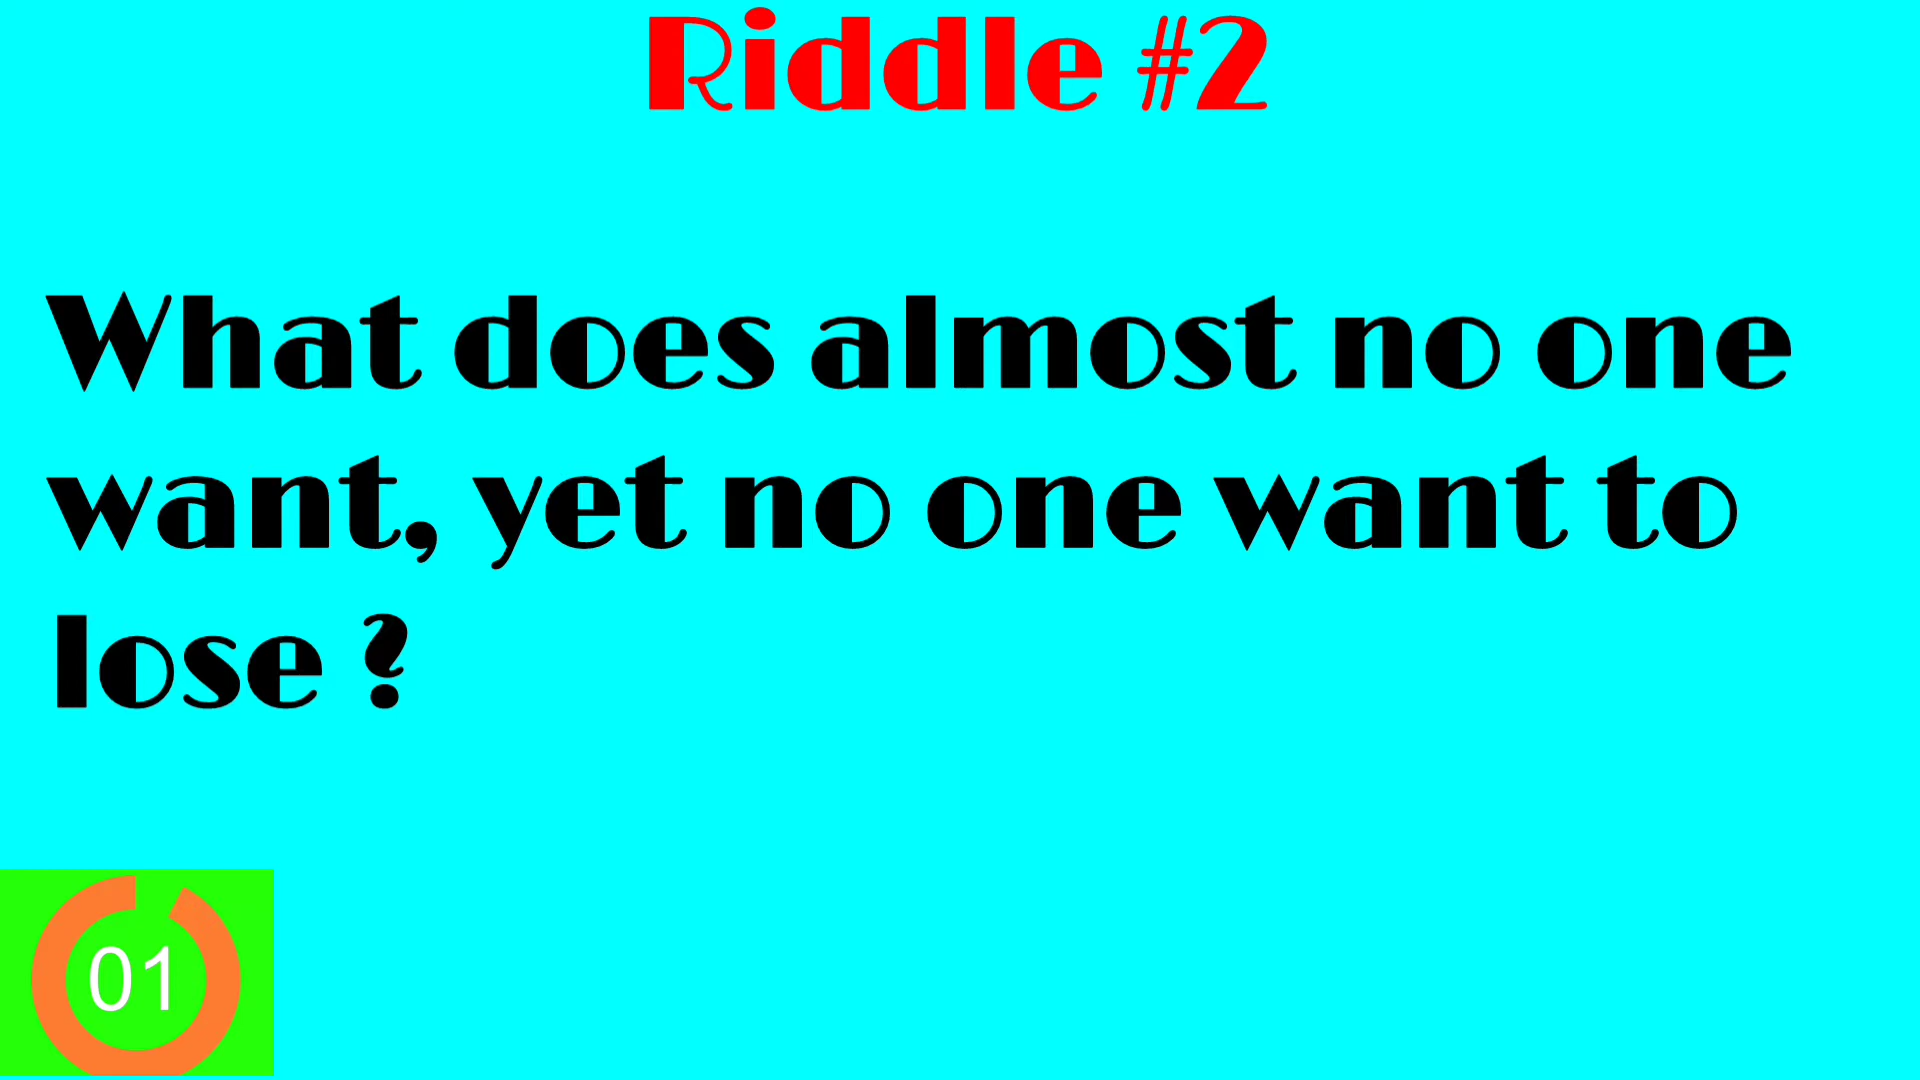 Riddle #2
What does almost no one
want, yet no one want to
lose ?
01